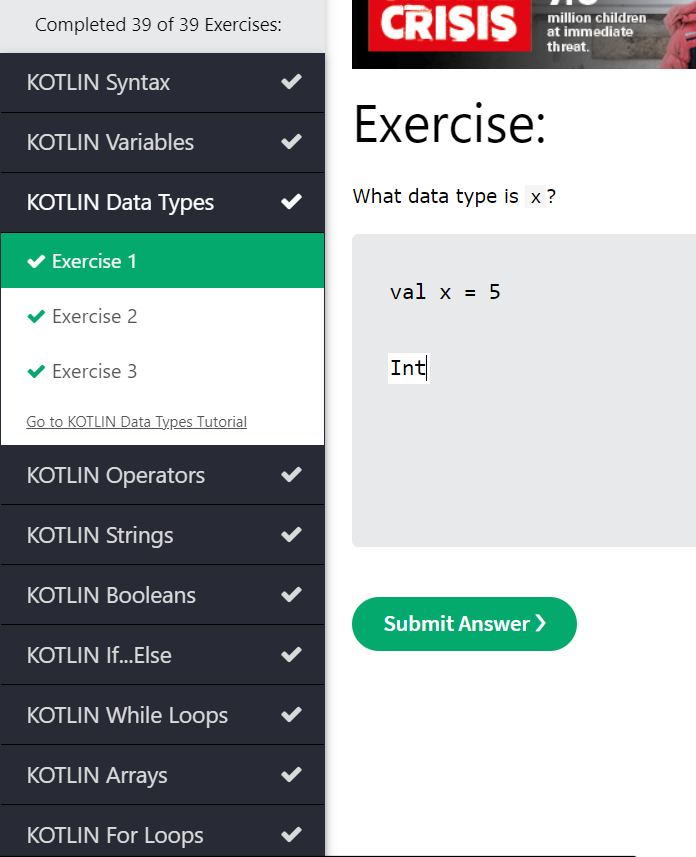 Completed 39 of 39 Exercises:
KOTLIN Syntax
KOTLIN Variables
KOTLIN Data Types
Exercise 1
Exercise 2
Exercise 3
Go to KOTLIN Data Types Tutorial
KOTLIN Operators
KOTLIN Strings
KOTLIN Booleans
KOTLIN If...Else
KOTLIN While Loops
KOTLIN Arrays
KOTLIN For Loops
CRISIS
million children
at immediate
threat.
Exercise:
What data type is x?
val x = 5
Int
Submit Answer ❯